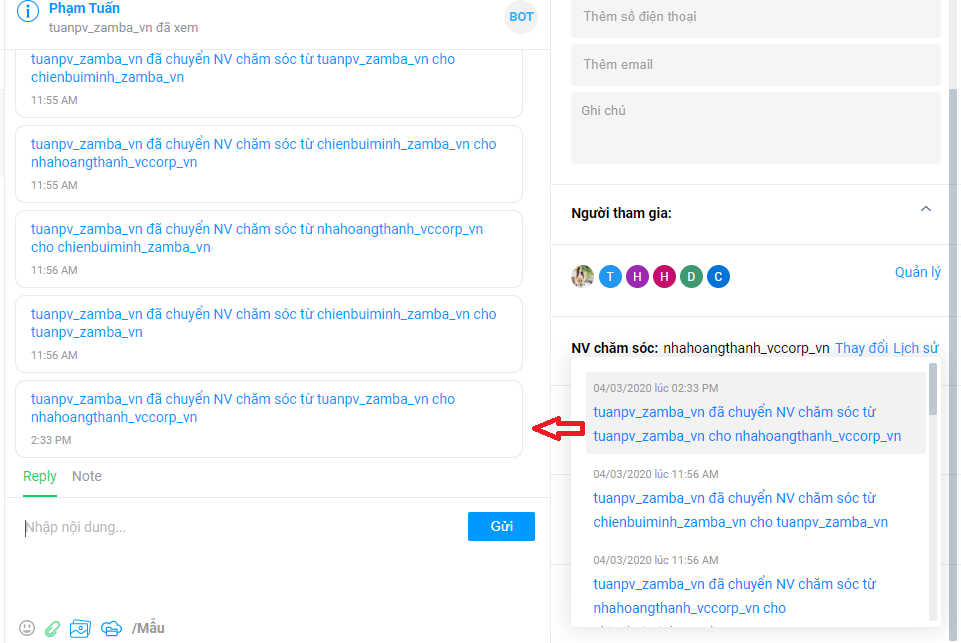 Phạm Tuấn
tuanpv_zamba_vn đã xem
BOT
tuanpv_zamba_vn đã chuyển NV chăm sóc từ tuanpv_zamba_vn cho
chienbuiminh_zamba_vn
11:55 AM
tuanpv_zamba_vn đã chuyển NV chăm sóc từ chienbuiminh_zamba_vn cho
nhahoangthanh_vccorp_vn
11:55 AM
tuanpv_zamba_vn đã chuyển NV chăm sóc từ nhahoangthanh_vccorp_vn
cho chienbuiminh_zamba_vn
11:56 AM
tuanpv_zamba_vn đã chuyển NV chăm sóc từ chienbuiminh_zamba_vn cho
tuanpv_zamba_vn
11:56 AM
tuanpv_zamba_vn đã chuyển NV chăm sóc từ tuanpv_zamba_vn cho
nhahoangthanh_vccorp_vn
2:33 PM
Reply Note
Nhập nội dung...
Gửi
/Mẫu
Thêm số điện thoại
Thêm email
Ghi chú
Người tham gia:
T H H D C
Quản lý
NV chăm sóc: nhahoangthanh_vccorp_vn Thay đổi Lịch sử
04/03/2020 lúc 02:33 PM
tuanpv_zamba_vn đã chuyển NV chăm sóc từ
tuanpv_zamba_vn cho nhahoangthanh_vccorp_vn
04/03/2020 lúc 11:56 AM
tuanpv_zamba_vn đã chuyển NV chăm sóc từ
chienbuiminh_zamba_vn cho tuanpv_zamba_vn
04/03/2020 lúc 11:56 AM
tuanpv_zamba_vn đã chuyển NV chăm sóc từ
nhahoangthanh_vccorp_vn cho